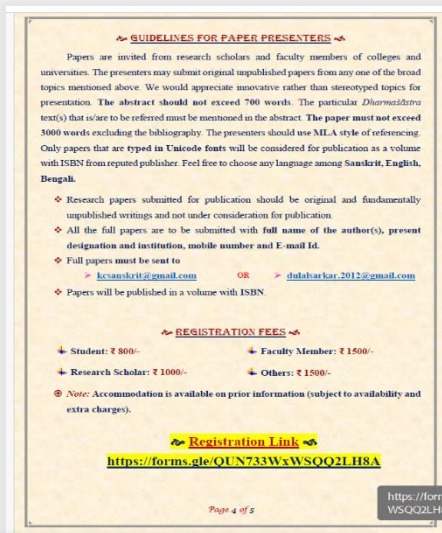 GUIDELINES FOR PAPER PRESENTERS
Papers are invited from research scholars and faculty members of colleges and
universities. The presenters may submit original unpublished papers from any one of the broad
topics mentioned above. We would appreciate innovative rather than stereotyped topics for
presentation. The abstract should not exceed 700 words. The particular Dharmaśāstra
text(s) that is/are to be referred must be mentioned in the abstract. The paper must not exceed
3000 words excluding the bibliography. The presenters should use MLA style of referencing.
Only papers that are typed in Unicode fonts will be considered for publication as a volume
with ISBN from reputed publisher. Feel free to choose any language among Sanskrit, English,
Bengali.
❖ Research papers submitted for publication should be original and fundamentally
unpublished writings and not under consideration for publication.
❖ All the full papers are to be submitted with full name of the author(s), present
designation and institution, mobile number and E-mail Id.
❖ Full papers must be sent to
➢ kcsanskrit@gmail.com OR ➢ dulalsarkar.2012@gmail.com
❖ Papers will be published in a volume with ISBN.
REGISTRATION FEES
Student: ₹ 800/- Faculty Member: ₹ 1500/-
Research Scholar: ₹ 1000/- Others: ₹ 1500/-
Note: Accommodation is available on prior information (subject to availability and
extra charges).
Registration Link
https://forms.gle/QUN733WxWSQQ2LH8A
Page 4 of 5
https://for
WSQQ2LH